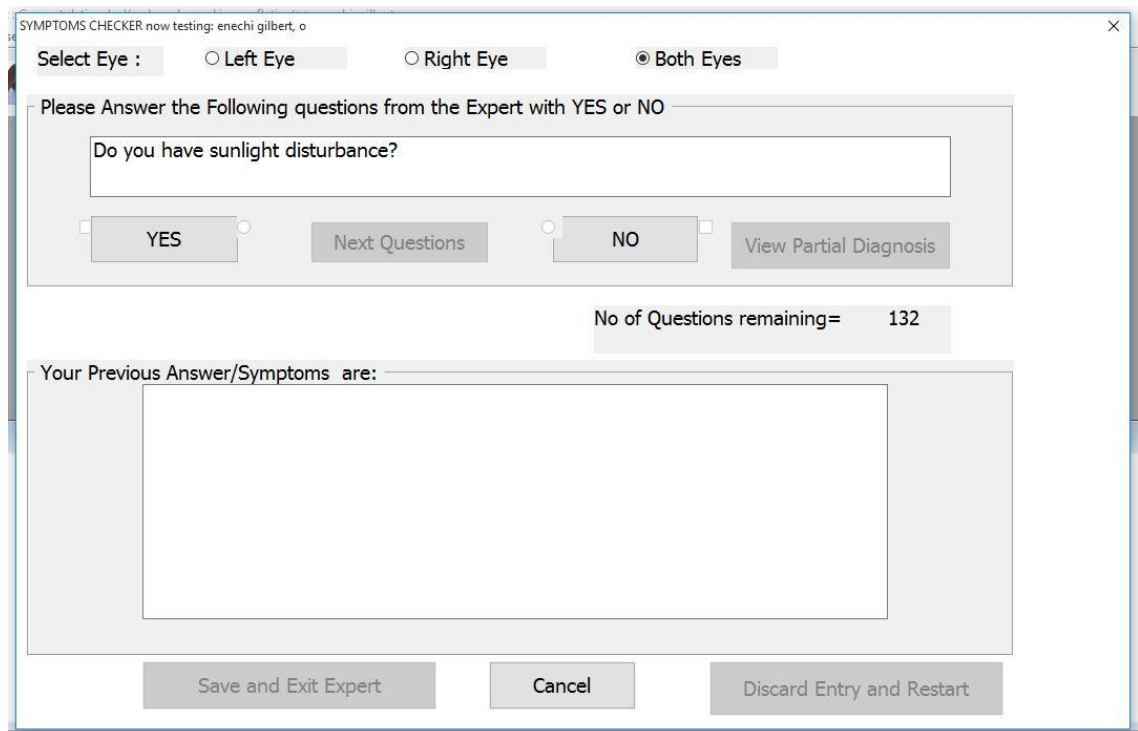 SYMPTOMS CHECKER now testing: enechi gilbert, o
Select Eye : Left Eye Right Eye Both Eyes
Please Answer the Following questions from the Expert with YES or NO
Do you have sunlight disturbance?
YES Next Questions NO View Partial Diagnosis
No of Questions remaining= 132
Your Previous Answer/Symptoms are:
Save and Exit Expert Cancel Discard Entry and Restart